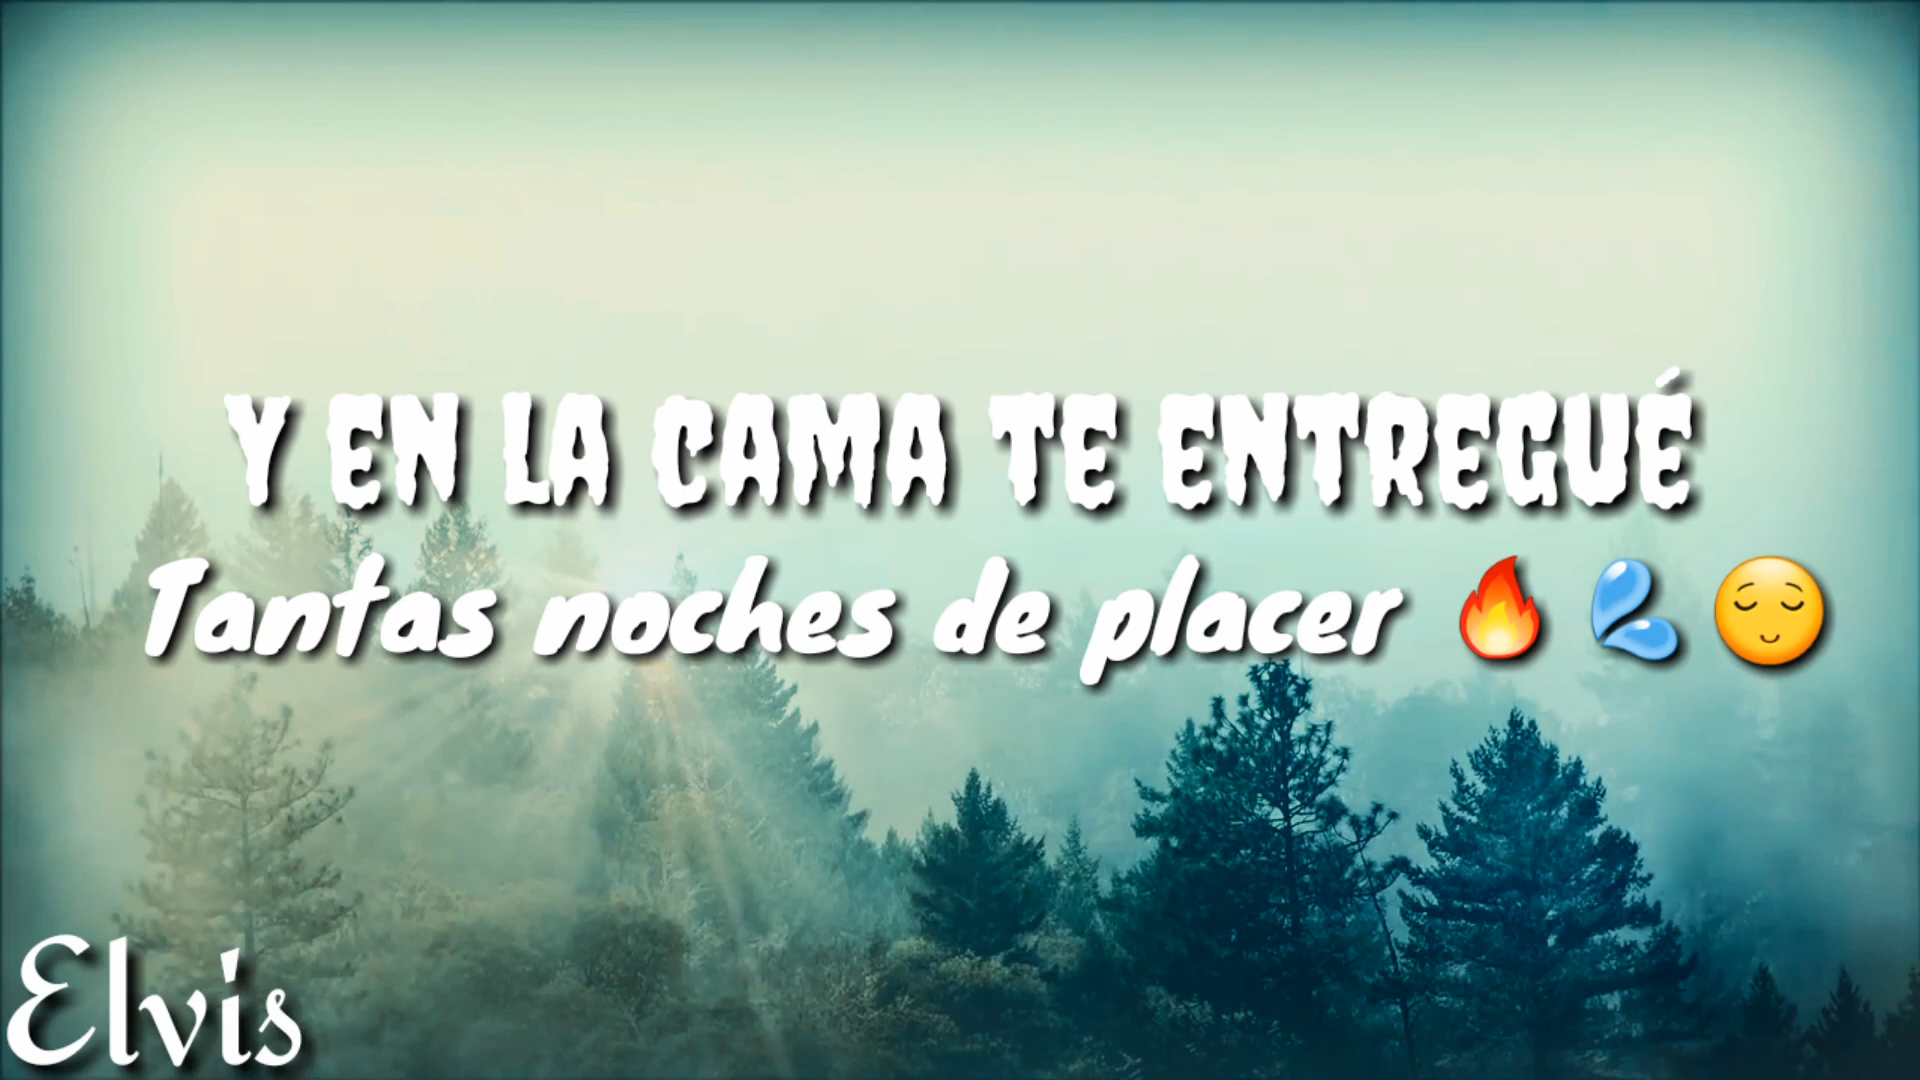 Y EN LA CAMA TE ENTREGUÉ
Tantas noches de placer 🔥💦😌
Elvis